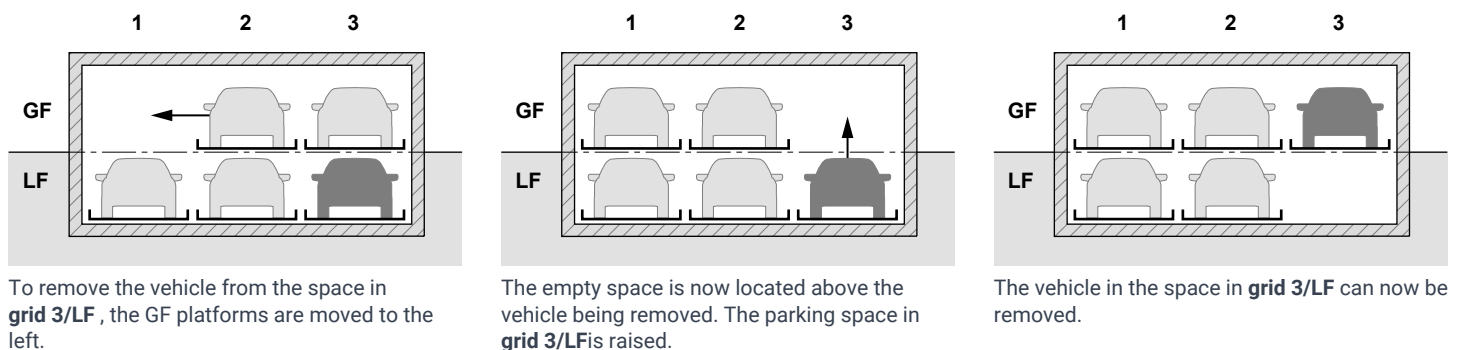 1 2 3
GF
LF
To remove the vehicle from the space in
grid 3/LF , the GF platforms are moved to the
left.
1 2 3
GF
LF
The empty space is now located above the
vehicle being removed. The parking space in
grid 3/LFis raised.
1 2 3
GF
LF
The vehicle in the space in grid 3/LF can now be
removed.